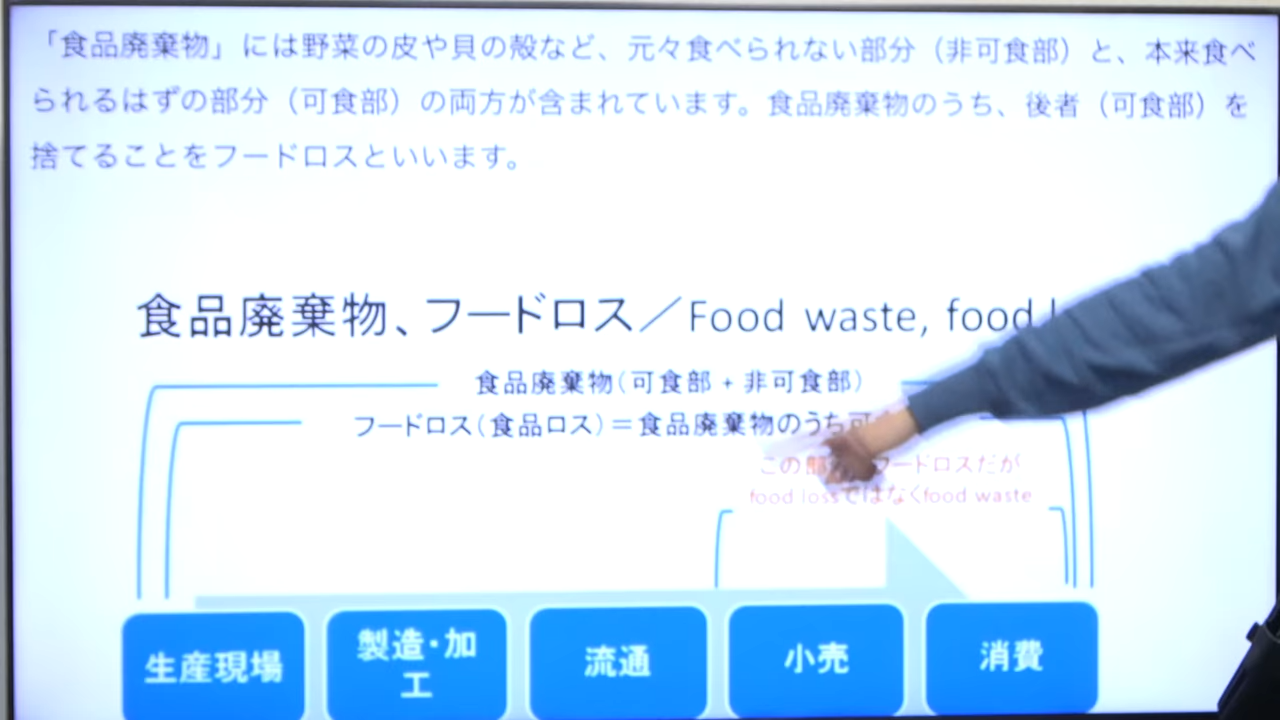 「食品廃棄物」には野菜の皮や貝の殻など、元々食べられない部分（非可食部）と、本来食べ
られるはずの部分（可食部）の両方が含まれています。食品廃棄物のうち、後者（可食部）を
捨てることをフードロスといいます。
食品廃棄物、フードロス／Food waste, food l
食品廃棄物（可食部 + 非可食部）
フードロス（食品ロス）＝食品廃棄物のうち可
この フードロスだが
food lossではなくfood waste
生産現場
製造・加
工
流通
小売
消費